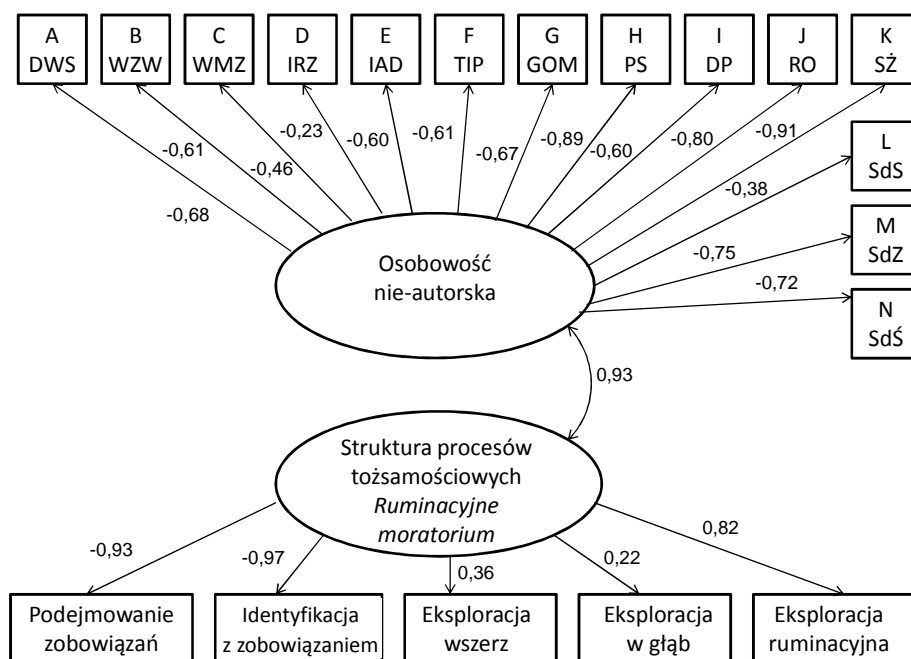 A
DWS
B
WZW
C
WMZ
D
IRZ
E
IAD
F
TIP
G
GOM
H
PS
I
DP
J
RO
K
SŻ
L
SdS
M
SdZ
N
SdŚ
-0,61
-0,68
-0,46
-0,23
-0,60
-0,61
-0,67
-0,89
-0,60
-0,80
-0,91
-0,38
-0,75
-0,72
Osobowość
nie-autorska
0,93
Struktura procesów
tożsamościowych
Ruminacyjne
moratorium
-0,93
-0,97
0,36
0,22
0,82
Podejmowanie
zobowiązań
Identyfikacja
z zobowiązaniem
Eksploracja
wszerz
Eksploracja
w głąb
Eksploracja
ruminacyjna